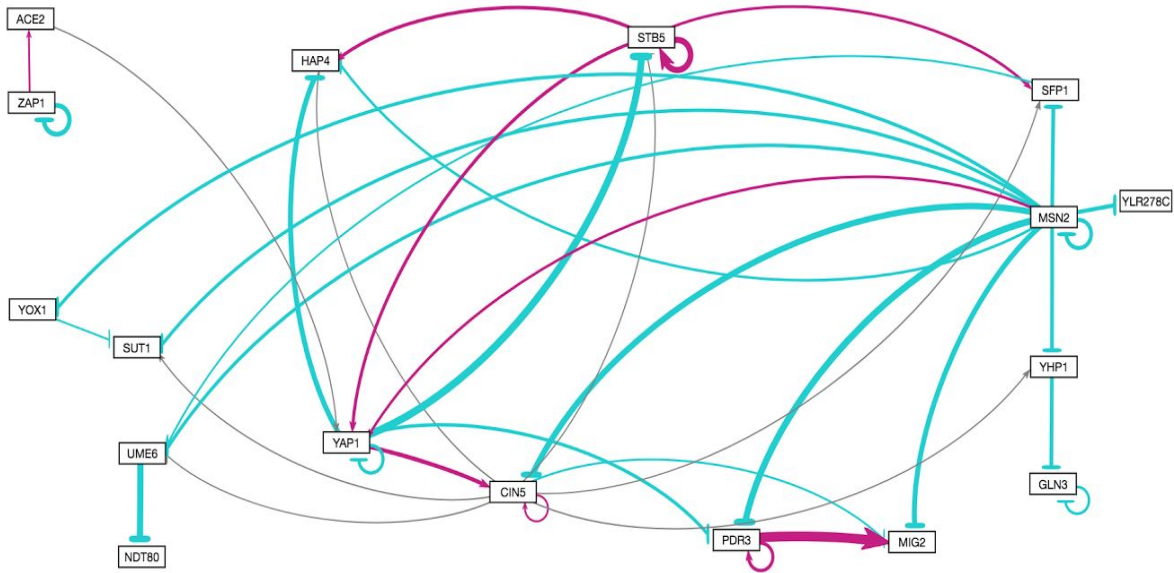 ACE2
STB5
HAP4
SFP1
ZAP1
YLR278C
MSN2
YOX1
SUT1
YHP1
YAP1
UME6
GLN3
CIN5
PDR3
MIG2
NDT80